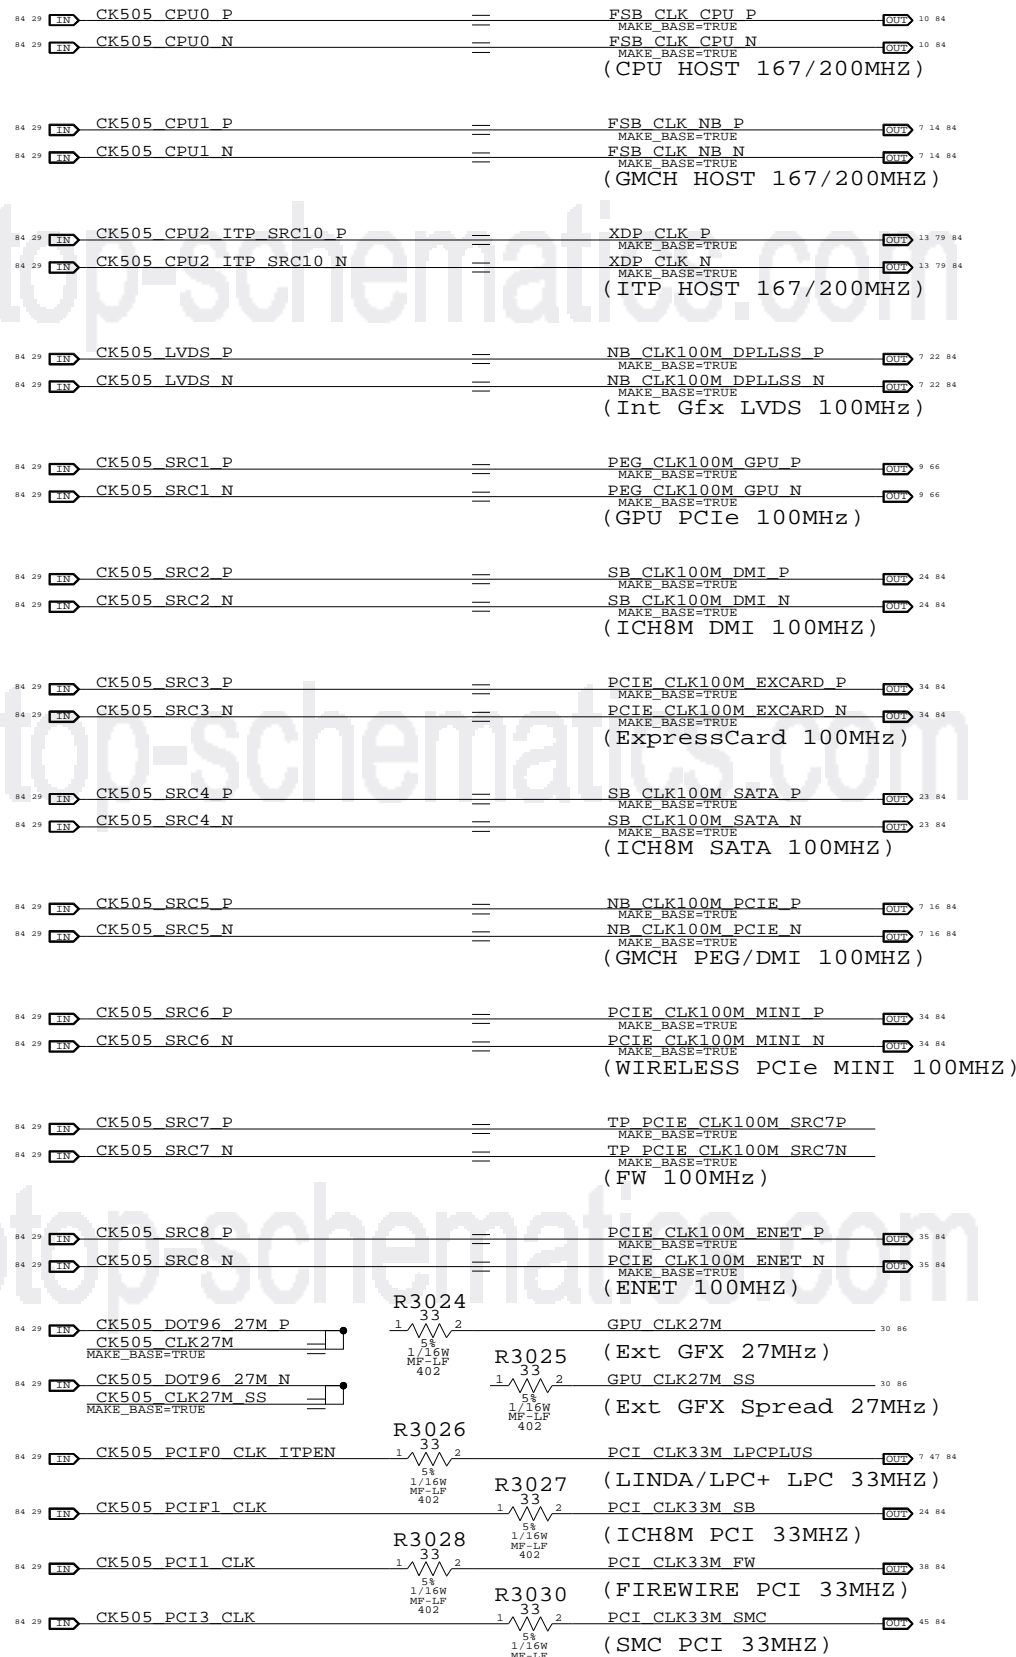 84 29 IN CK505_CPU0_P FSB_CLK_CPU_P OUT 10 84
MAKE_BASE=TRUE
84 29 IN CK505_CPU0_N FSB_CLK_CPU_N OUT 10 84
MAKE_BASE=TRUE
(CPU HOST 167/200MHZ)
84 29 IN CK505_CPU1_P FSB_CLK_NB_P OUT 7 14 84
MAKE_BASE=TRUE
84 29 IN CK505_CPU1_N FSB_CLK_NB_N OUT 7 14 84
MAKE_BASE=TRUE
(GMCH HOST 167/200MHZ)
84 29 IN CK505_CPU2_ITP_SRC10_P XDP_CLK_P OUT 13 79 84
MAKE_BASE=TRUE
84 29 IN CK505_CPU2_ITP_SRC10_N XDP_CLK_N OUT 13 79 84
MAKE_BASE=TRUE
(ITP HOST 167/200MHZ)
top-schematics.com
84 29 IN CK505_LVDS_P NB_CLK100M_DPLLSS_P OUT 7 22 84
MAKE_BASE=TRUE
84 29 IN CK505_LVDS_N NB_CLK100M_DPLLSS_N OUT 7 22 84
MAKE_BASE=TRUE
(Int Gfx LVDS 100MHz)
84 29 IN CK505_SRC1_P PEG_CLK100M_GPU_P OUT 9 66
MAKE_BASE=TRUE
84 29 IN CK505_SRC1_N PEG_CLK100M_GPU_N OUT 9 66
MAKE_BASE=TRUE
(GPU PCIe 100MHz)
84 29 IN CK505_SRC2_P SB_CLK100M_DMI_P OUT 24 84
MAKE_BASE=TRUE
84 29 IN CK505_SRC2_N SB_CLK100M_DMI_N OUT 24 84
MAKE_BASE=TRUE
(ICH8M DMI 100MHZ)
84 29 IN CK505_SRC3_P PCIE_CLK100M_EXCARD_P OUT 34 84
MAKE_BASE=TRUE
84 29 IN CK505_SRC3_N PCIE_CLK100M_EXCARD_N OUT 34 84
MAKE_BASE=TRUE
(ExpressCard 100MHz)
top-schematics.com
84 29 IN CK505_SRC4_P SB_CLK100M_SATA_P OUT 23 84
MAKE_BASE=TRUE
84 29 IN CK505_SRC4_N SB_CLK100M_SATA_N OUT 23 84
MAKE_BASE=TRUE
(ICH8M SATA 100MHZ)
84 29 IN CK505_SRC5_P NB_CLK100M_PCIE_P OUT 7 16 84
MAKE_BASE=TRUE
84 29 IN CK505_SRC5_N NB_CLK100M_PCIE_N OUT 7 16 84
MAKE_BASE=TRUE
(GMCH PEG/DMI 100MHZ)
84 29 IN CK505_SRC6_P PCIE_CLK100M_MINI_P OUT 34 84
MAKE_BASE=TRUE
84 29 IN CK505_SRC6_N PCIE_CLK100M_MINI_N OUT 34 84
MAKE_BASE=TRUE
(WIRELESS PCIe MINI 100MHZ)
84 29 IN CK505_SRC7_P TP_PCIE_CLK100M_SRC7P
MAKE_BASE=TRUE
84 29 IN CK505_SRC7_N TP_PCIE_CLK100M_SRC7N
MAKE_BASE=TRUE
(FW 100MHz)
84 29 IN CK505_SRC8_P PCIE_CLK100M_ENET_P OUT 35 84
MAKE_BASE=TRUE
84 29 IN CK505_SRC8_N PCIE_CLK100M_ENET_N OUT 35 84
MAKE_BASE=TRUE
(ENET 100MHZ)
top-schematics.com
R3024
33
84 29 IN CK505_DOT96_27M_P 1 2 GPU_CLK27M 30 86
CK505_CLK27M
MAKE_BASE=TRUE
5%
1/16W
MF-LF
402
(Ext GFX 27MHz)
R3025
33
84 29 IN CK505_DOT96_27M_N 1 2 GPU_CLK27M_SS 30 86
CK505_CLK27M_SS
MAKE_BASE=TRUE
5%
1/16W
MF-LF
402
(Ext GFX Spread 27MHz)
R3026
33
84 29 IN CK505_PCIF0_CLK_ITPEN 1 2 PCI_CLK33M_LPCPLUS OUT 7 47 84
5%
1/16W
MF-LF
402
(LINDA/LPC+ LPC 33MHZ)
R3027
33
84 29 IN CK505_PCIF1_CLK 1 2 PCI_CLK33M_SB OUT 24 84
5%
1/16W
MF-LF
402
(ICH8M PCI 33MHZ)
R3028
33
84 29 IN CK505_PCI1_CLK 1 2 PCI_CLK33M_FW OUT 38 84
5%
1/16W
MF-LF
402
(FIREWIRE PCI 33MHZ)
R3030
33
84 29 IN CK505_PCI3_CLK 1 2 PCI_CLK33M_SMC OUT 45 84
5%
1/16W
MF-LF
(SMC PCI 33MHZ)